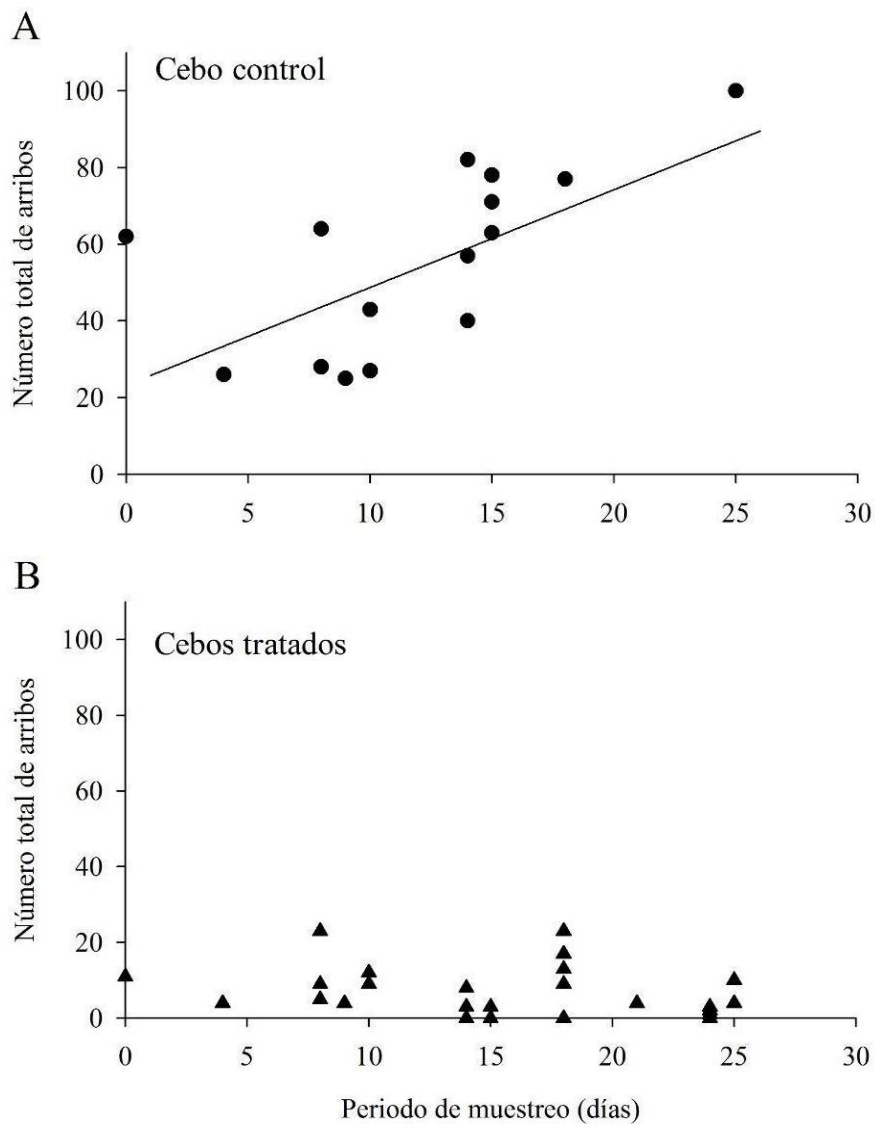 A
Cebo control
Número total de arribos
100
80
60
40
20
0
0 5 10 15 20 25 30
B
Cebos tratados
Número total de arribos
100
80
60
40
20
0
0 5 10 15 20 25 30
Periodo de muestreo (días)